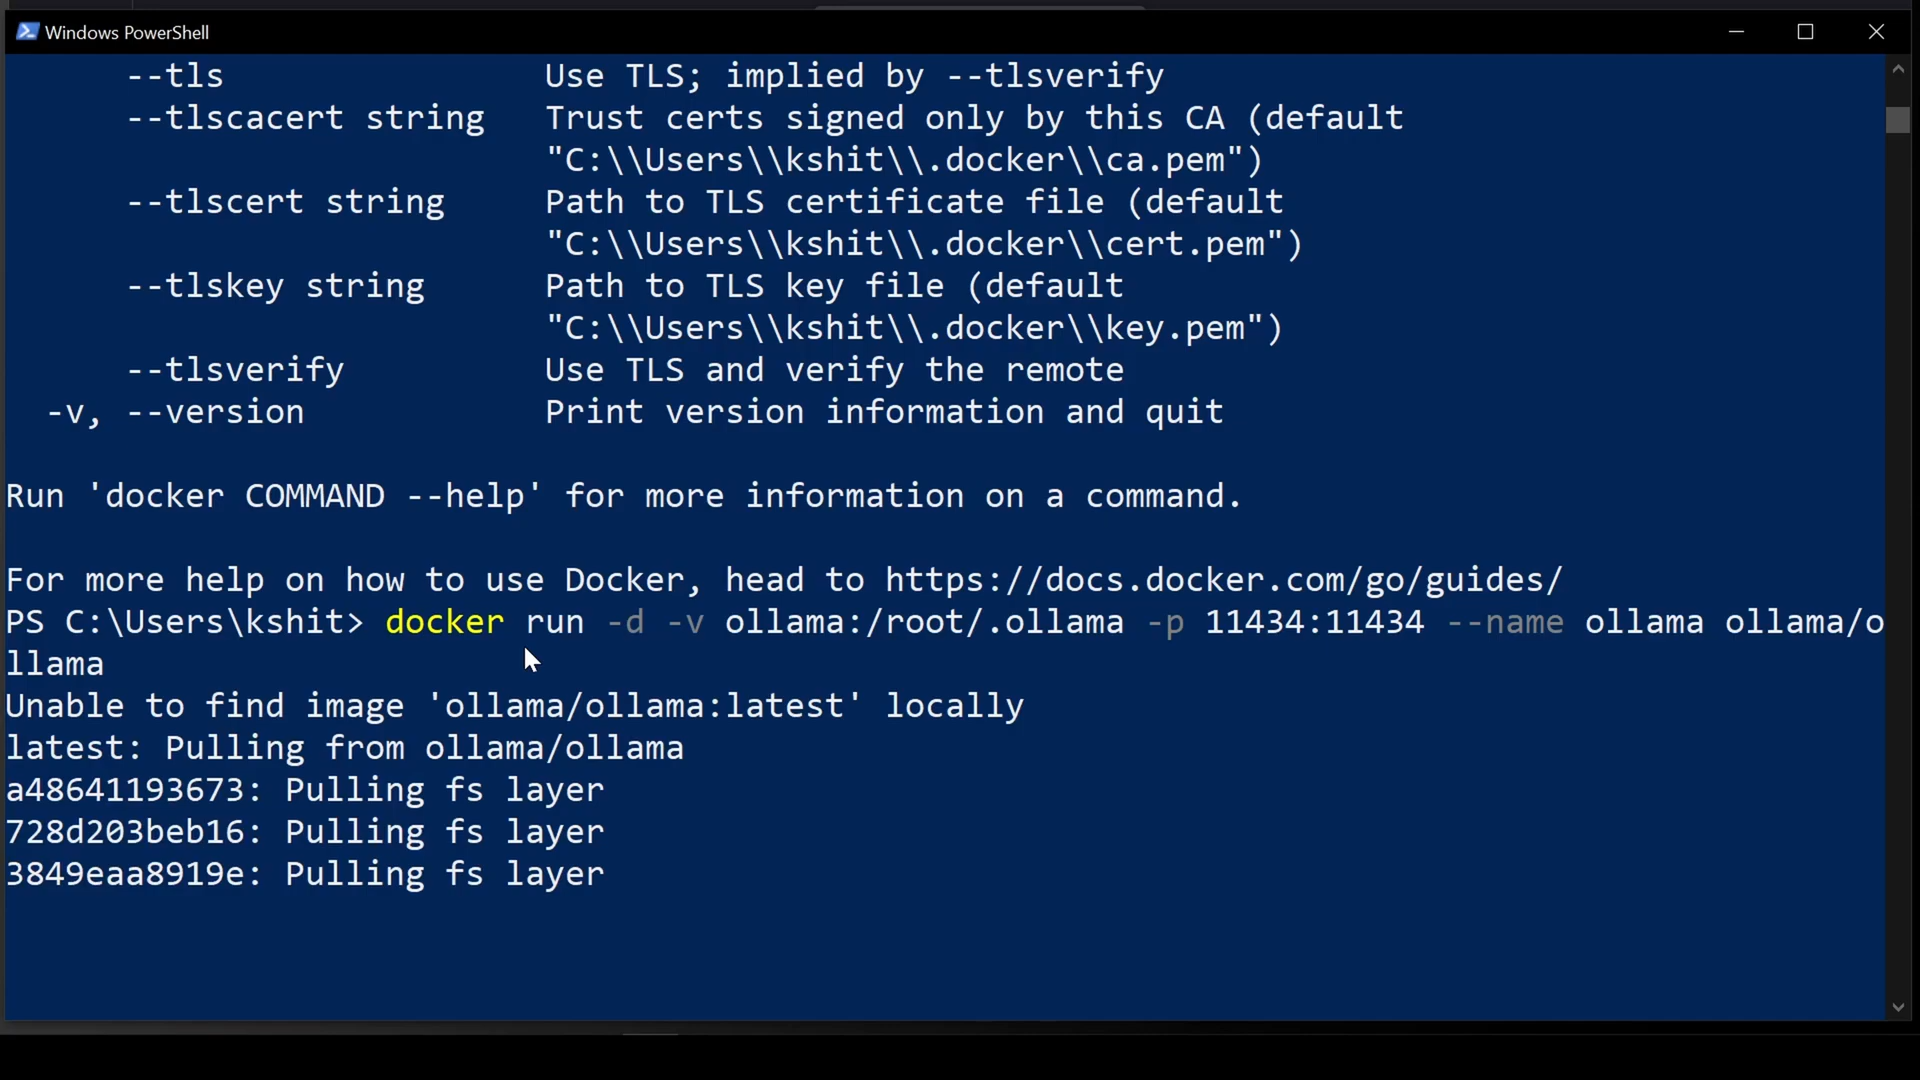 Windows PowerShell
--tls Use TLS; implied by --tlsverify
--tlscacert string Trust certs signed only by this CA (default
"C:\\Users\\kshit\\.docker\\ca.pem")
--tlscert string Path to TLS certificate file (default
"C:\\Users\\kshit\\.docker\\cert.pem")
--tlskey string Path to TLS key file (default
"C:\\Users\\kshit\\.docker\\key.pem")
--tlsverify Use TLS and verify the remote
-v, --version Print version information and quit
Run 'docker COMMAND --help' for more information on a command.
For more help on how to use Docker, head to https://docs.docker.com/go/guides/
PS C:\Users\kshit> docker run -d -v ollama:/root/.ollama -p 11434:11434 --name ollama ollama/o
llama
Unable to find image 'ollama/ollama:latest' locally
latest: Pulling from ollama/ollama
a48641193673: Pulling fs layer
728d203beb16: Pulling fs layer
3849eaa8919e: Pulling fs layer